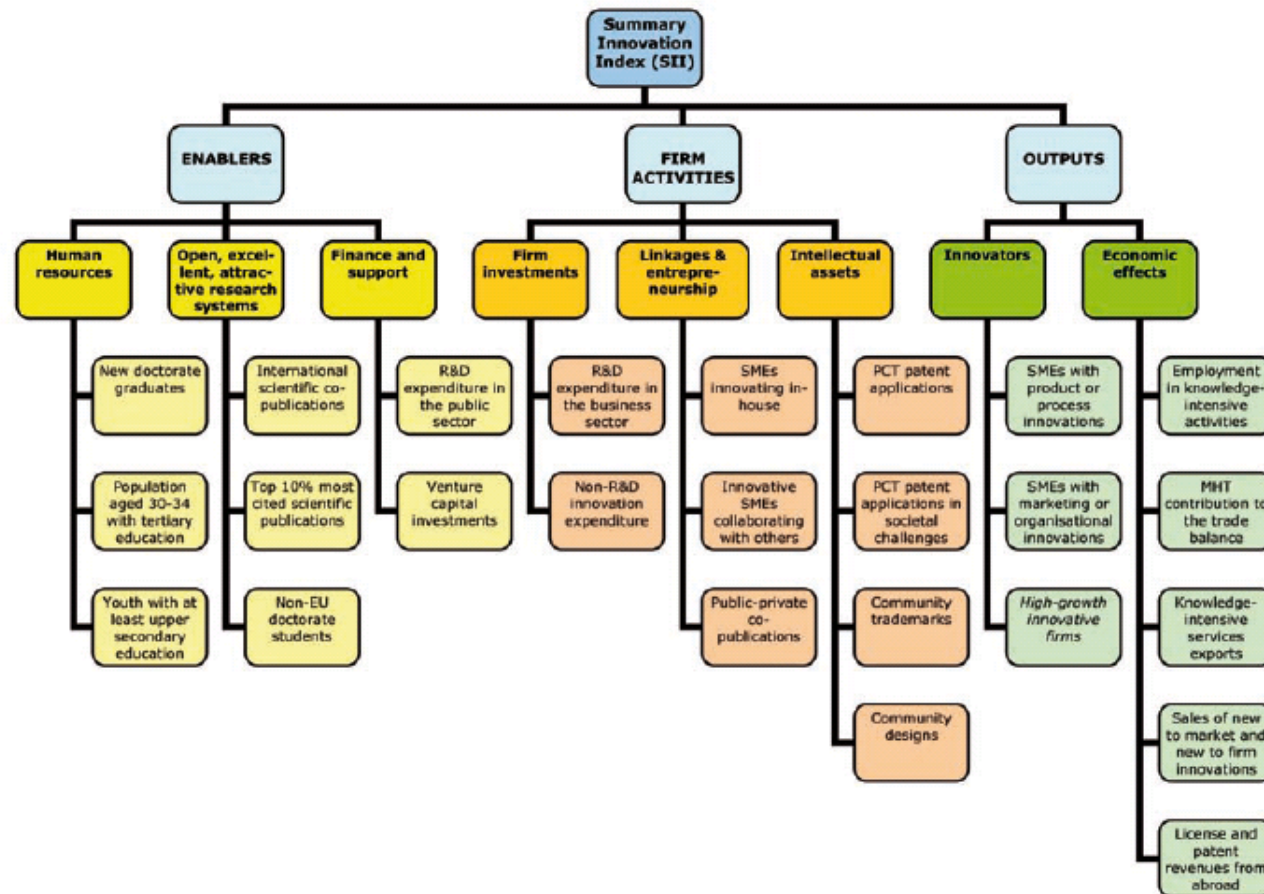 Summary
Innovation
Index (SII)
ENABLERS
FIRM
ACTIVITIES
OUTPUTS
Human
resources
Open, excel-
lent, attrac-
tive research
systems
Finance and
support
Firm
investments
Linkages &
entrepre-
neurship
Intellectual
assets
Innovators
Economic
effects
New doctorate
graduates
Population
aged 30-34
with tertiary
education
Youth with at
least upper
secondary
education
International
scientific co-
publications
Top 10% most
cited scientific
publications
Non-EU
doctorate
students
R&D
expenditure in
the public
sector
Venture
capital
investments
R&D
expenditure in
the business
sector
Non-R&D
innovation
expenditure
SMEs
innovating in-
house
Innovative
SMEs
collaborating
with others
Public-private
co-
publications
PCT patent
applications
PCT patent
applications in
societal
challenges
Community
trademarks
Community
designs
SMEs with
product or
process
innovations
SMEs with
marketing or
organisational
innovations
High-growth
innovative
firms
Employment
in knowledge-
intensive
activities
MHT
contribution to
the trade
balance
Knowledge-
intensive
services
exports
Sales of new
to market and
new to firm
innovations
License and
patent
revenues from
abroad